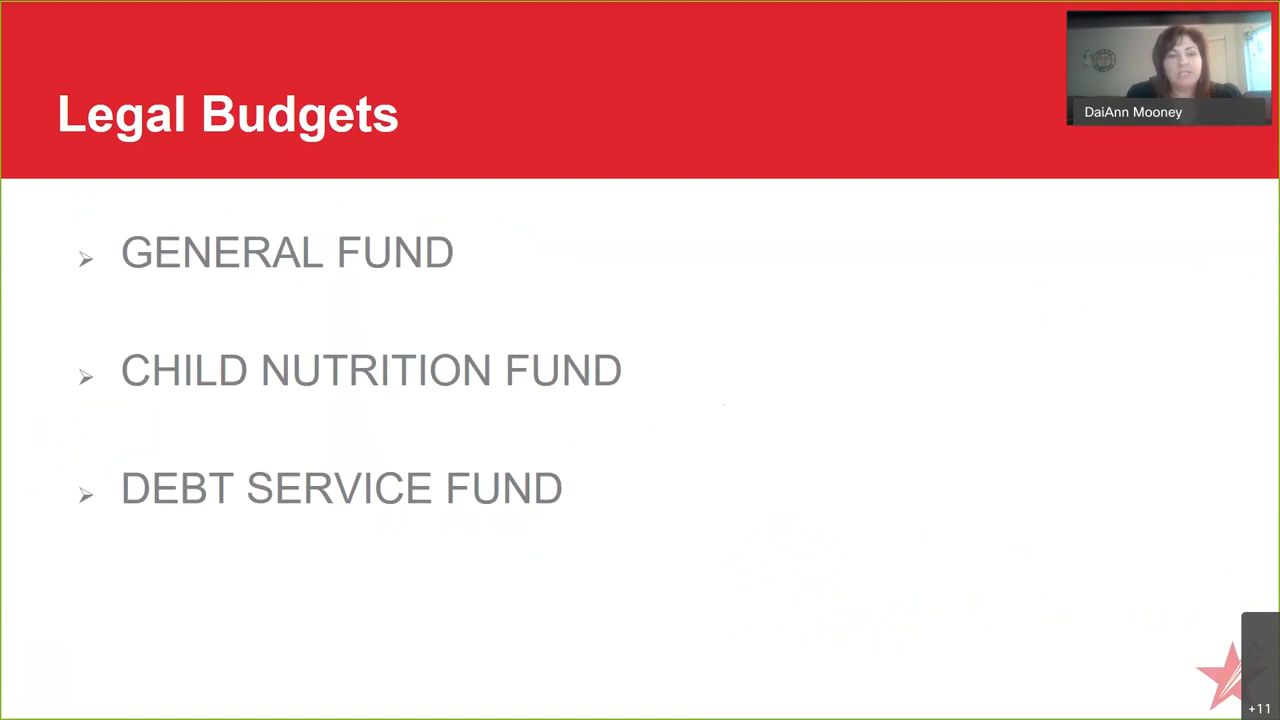 Legal Budgets
DaiAnn Mooney
GENERAL FUND
CHILD NUTRITION FUND
DEBT SERVICE FUND
+11